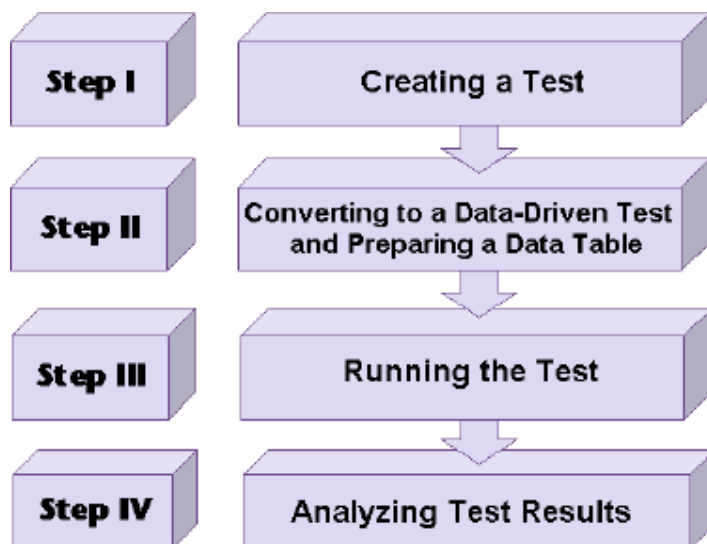 Step I
Creating a Test
Step II
Converting to a Data-Driven Test
and Preparing a Data Table
Step III
Running the Test
Step IV
Analyzing Test Results